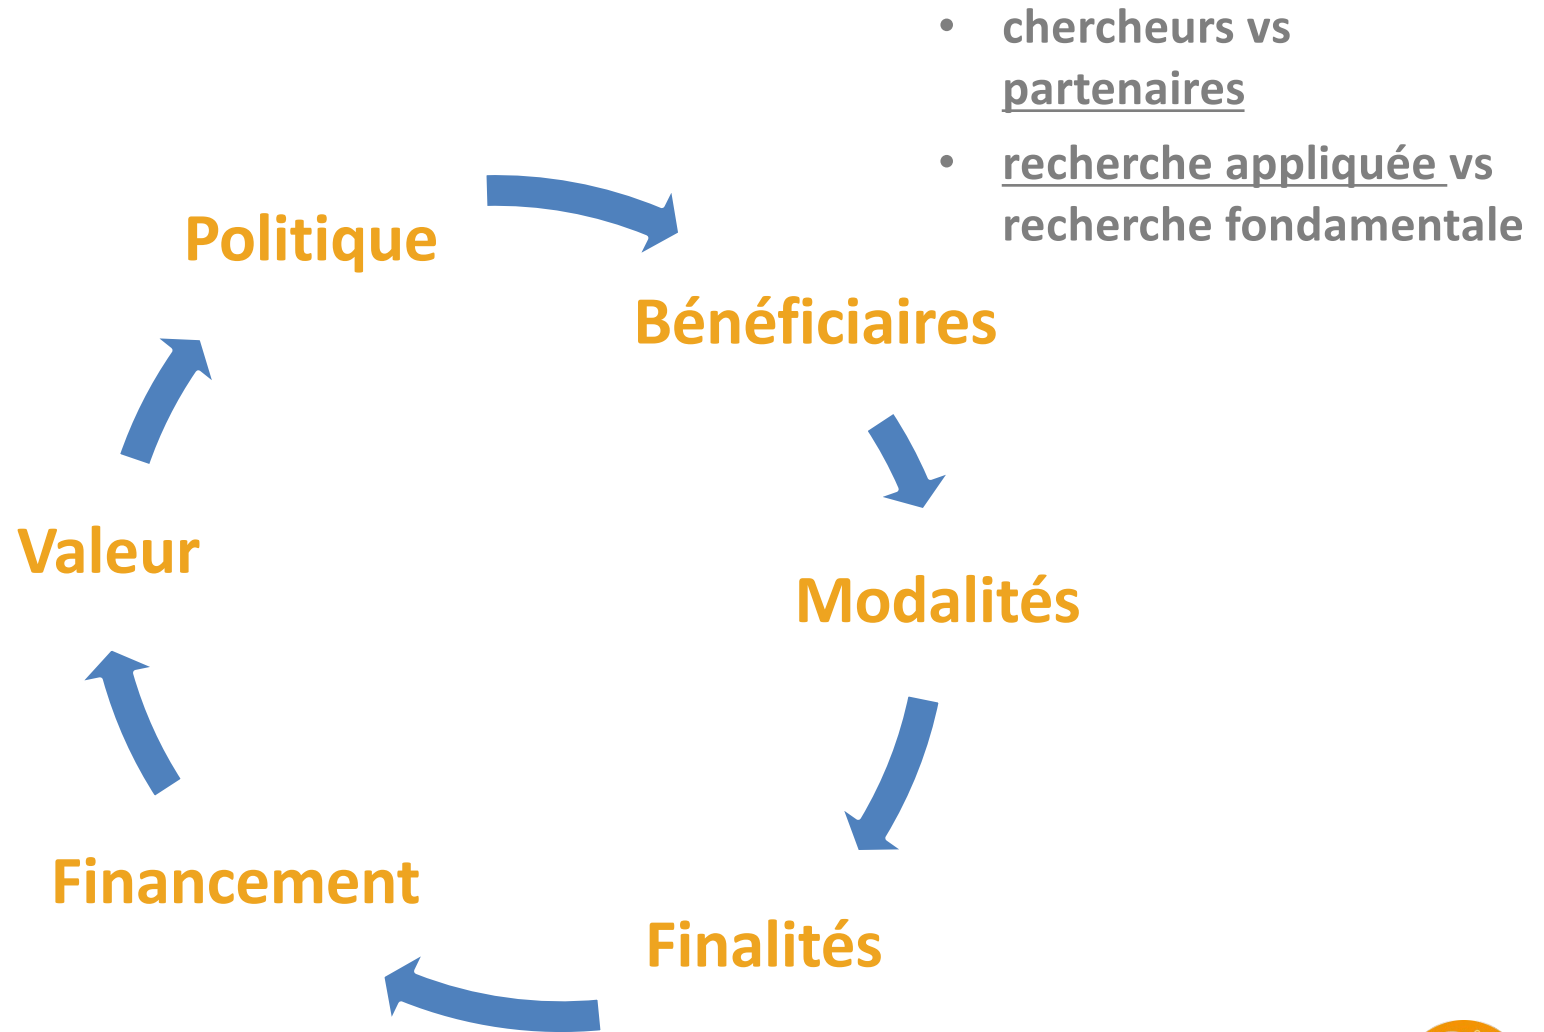 • chercheurs vs
partenaires
• recherche appliquée vs
recherche fondamentale
Politique
Bénéficiaires
Modalités
Finalités
Financement
Valeur